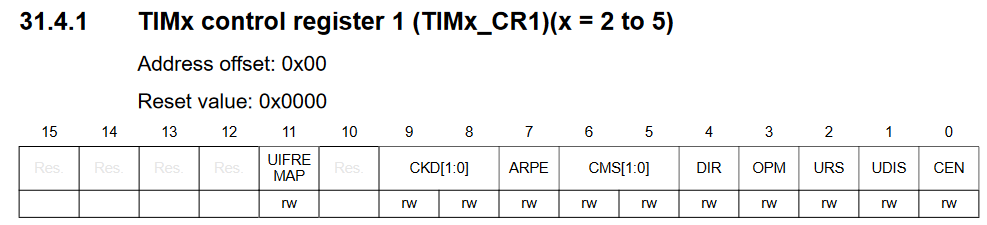 31.4.1 TIMx control register 1 (TIMx_CR1)(x = 2 to 5)
Address offset: 0x00
Reset value: 0x0000
15 14 13 12 11 10 9 8 7 6 5 4 3 2 1 0
Res. Res. Res. Res. UIFRE MAP Res. CKD[1:0] ARPE CMS[1:0] DIR OPM URS UDIS CEN
rw rw rw rw rw rw rw rw rw rw rw